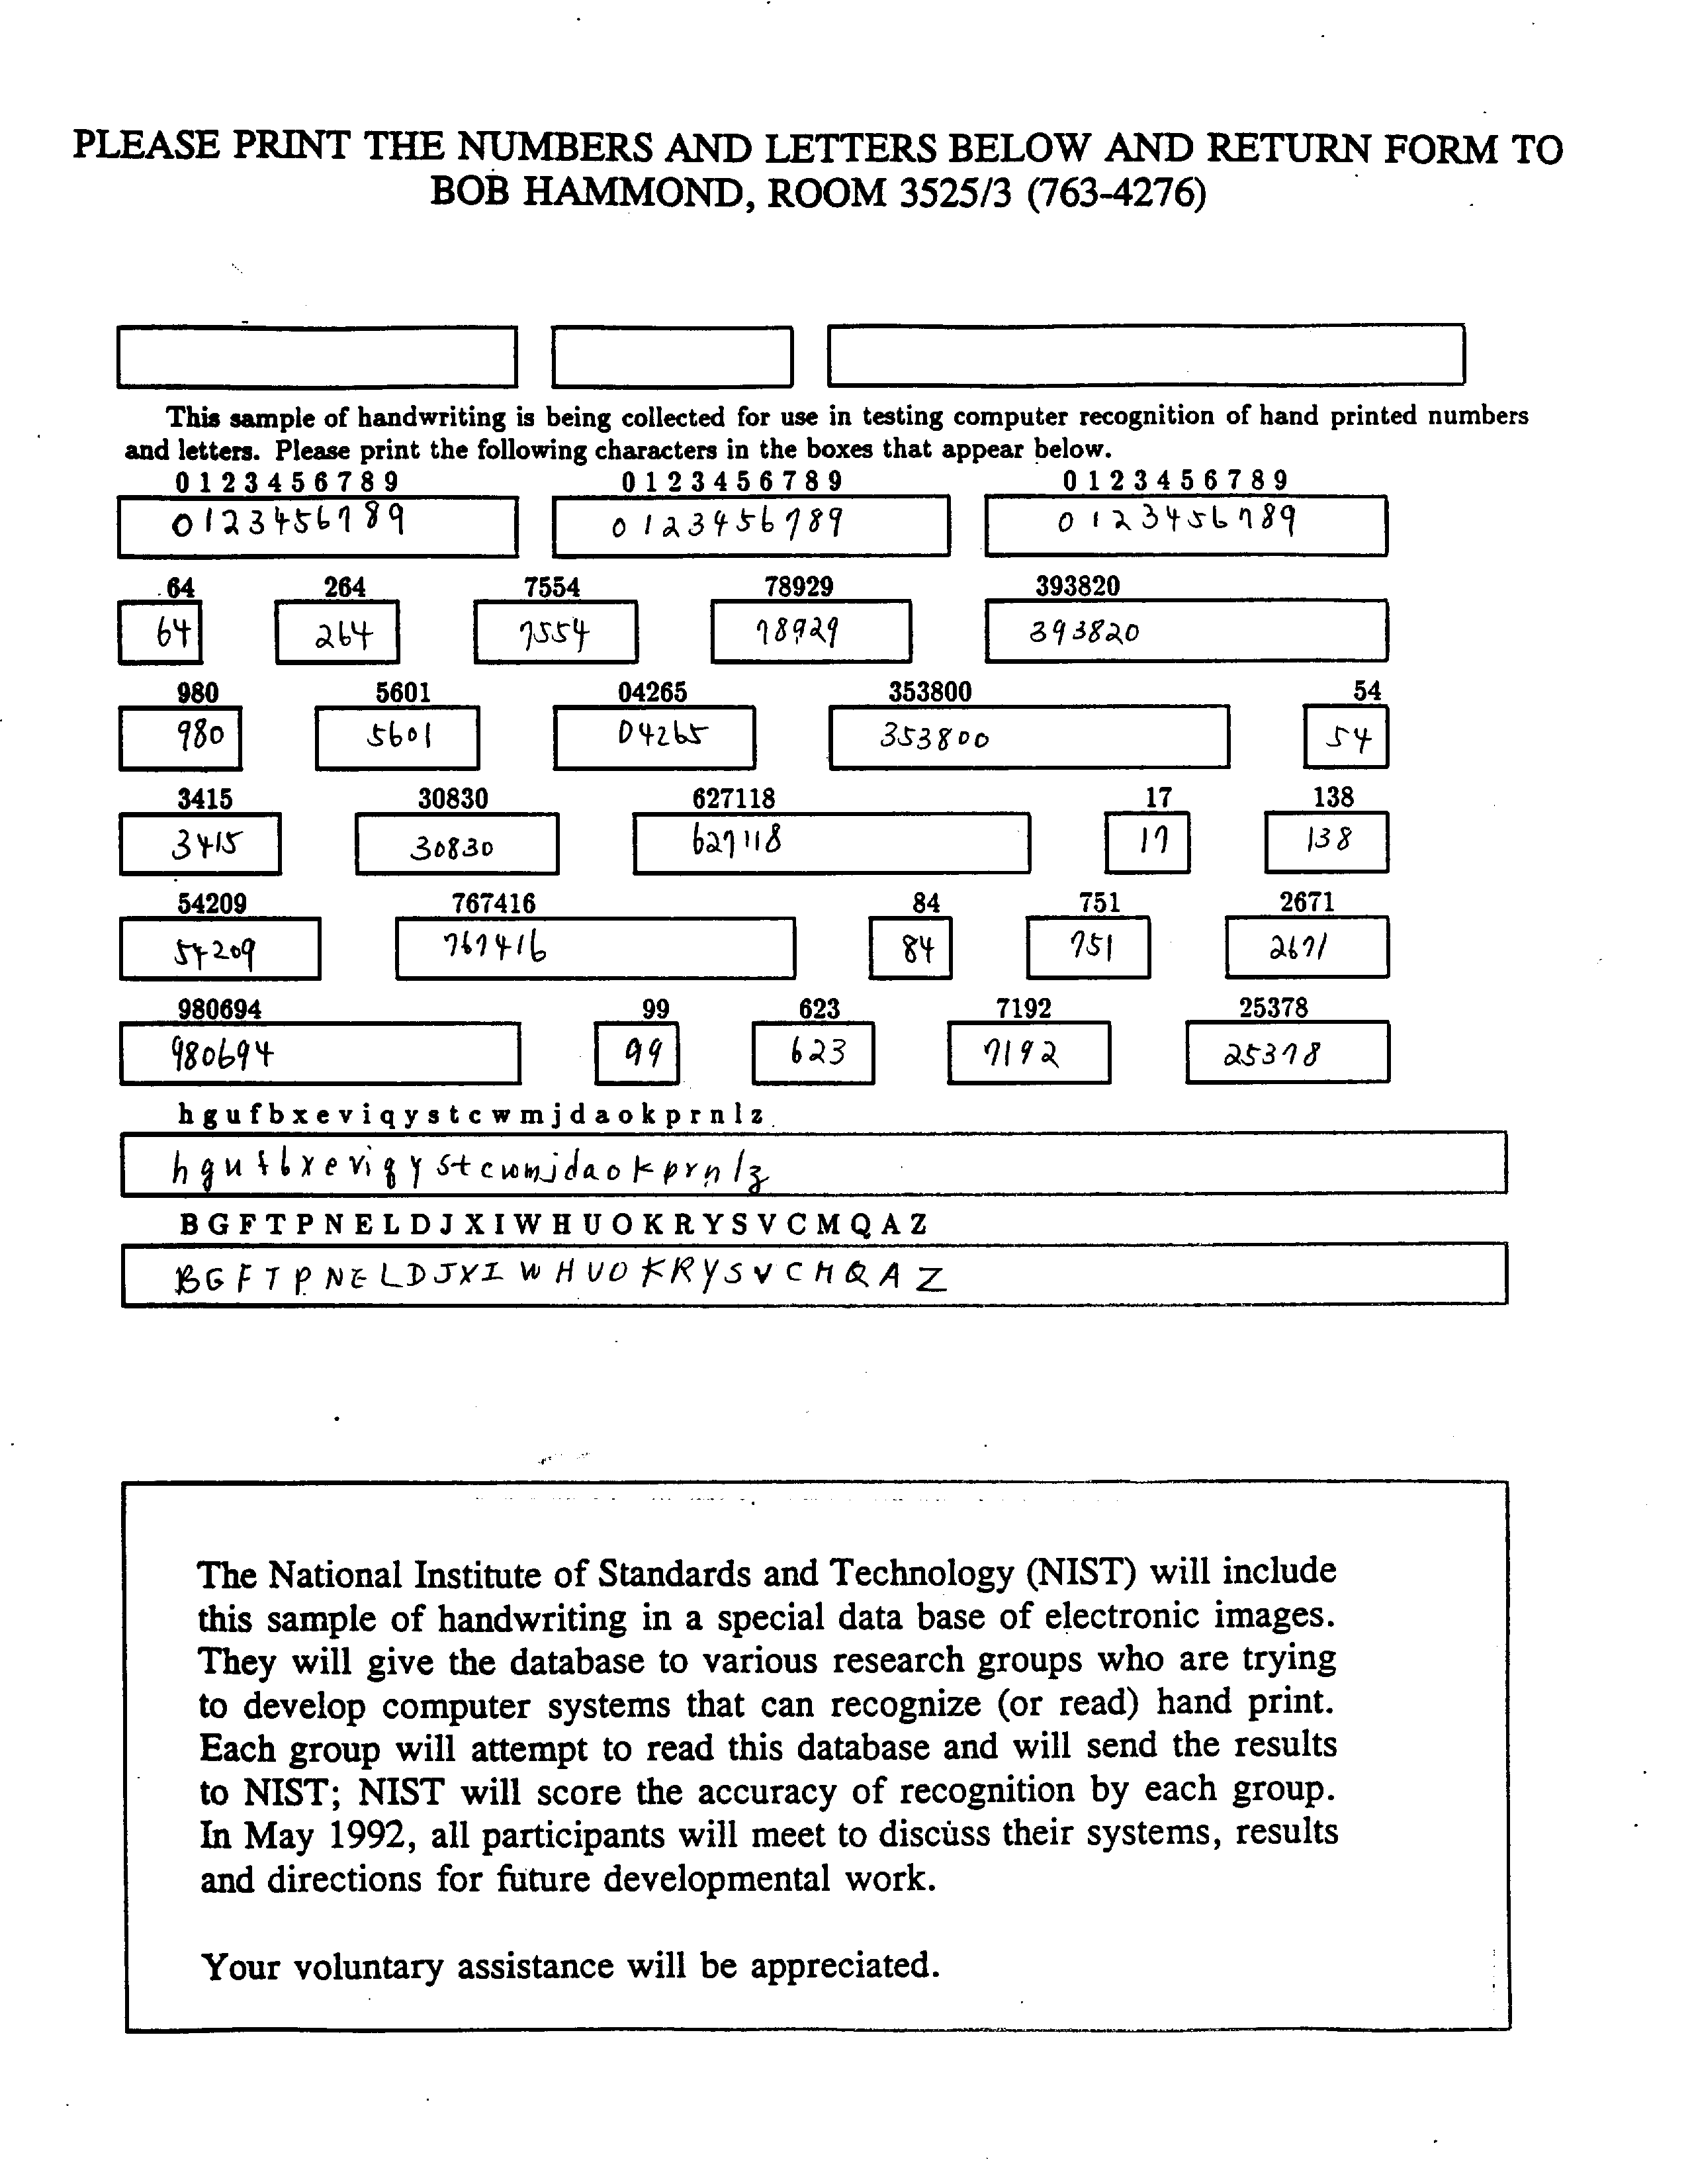 PLEASE PRINT THE NUMBERS AND LETTERS BELOW AND RETURN FORM TO
BOB HAMMOND, ROOM 3525/3 (763-4276)
This sample of handwriting is being collected for use in testing computer recognition of hand printed numbers
and letters. Please print the following characters in the boxes that appear below.
0 1 2 3 4 5 6 7 8 9 0 1 2 3 4 5 6 7 8 9 0 1 2 3 4 5 6 7 8 9
0123456789 0123456789 0123456789
64 264 7554 78929 393820
64 264 7554 78929 393820
980 5601 04265 353800 54
980 5601 04265 353800 54
3415 30830 627118 17 138
3415 30830 627118 17 138
54209 767416 84 751 2671
54209 767416 84 751 2671
980694 99 623 7192 25378
980694 99 623 7192 25378
h g u f b x e v i q y s t c w m j d a o k p r n l z
h g u f b x e v i q y s t c w m j d a o k p r n l z
B G F T P N E L D J X I W H U O K R Y S V C M Q A Z
B G F T P N E L D J X I W H U O K R Y S V C M Q A Z
The National Institute of Standards and Technology (NIST) will include
this sample of handwriting in a special data base of electronic images.
They will give the database to various research groups who are trying
to develop computer systems that can recognize (or read) hand print.
Each group will attempt to read this database and will send the results
to NIST; NIST will score the accuracy of recognition by each group.
In May 1992, all participants will meet to discuss their systems, results
and directions for future developmental work.
Your voluntary assistance will be appreciated.